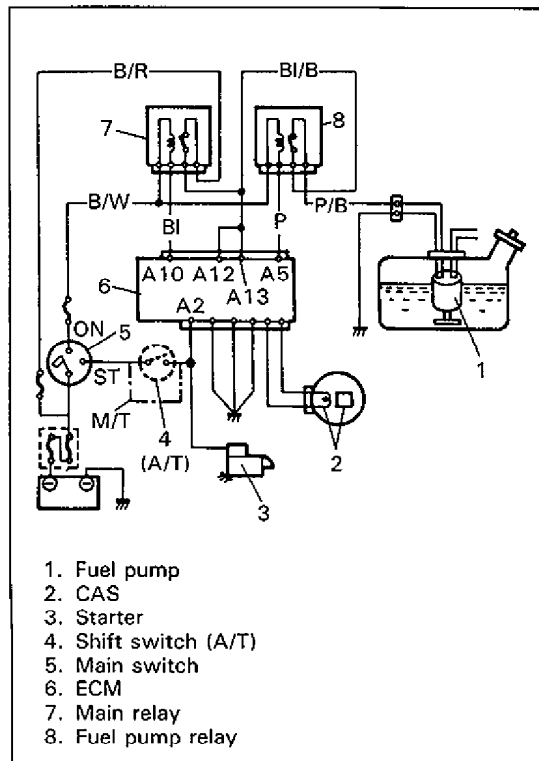 B/R
Bl/B
7
8
B/W
Bl
P
P/B
A10 A12 A5
6
A2 A13
ON 5
ST
1
M/T
4
(A/T)
2
3
1. Fuel pump
2. CAS
3. Starter
4. Shift switch (A/T)
5. Main switch
6. ECM
7. Main relay
8. Fuel pump relay